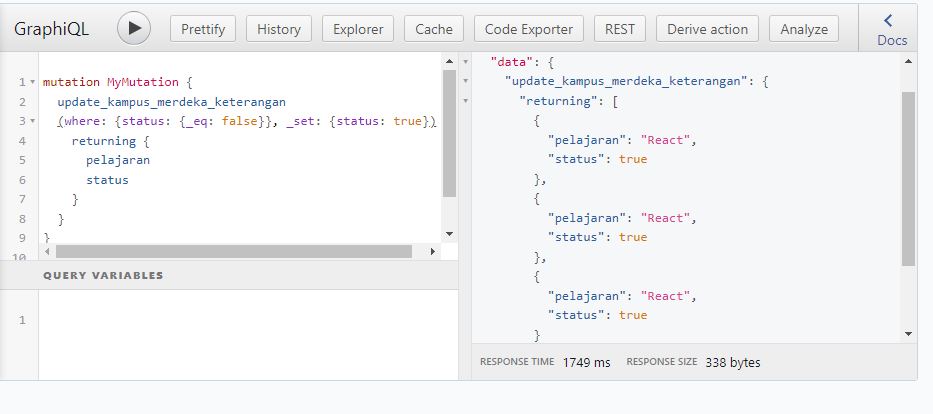 GraphiQL Prettify History Explorer Cache Code Exporter REST Derive action Analyze Docs
1 mutation MyMutation {
2 update_kampus_merdeka_keterangan
3 (where: {status: {_eq: false}}, _set: {status: true})
4 returning {
5 pelajaran
6 status
7 }
8 }
9 }
10
QUERY VARIABLES
1
"data": {
"update_kampus_merdeka_keterangan": {
"returning": [
{
"pelajaran": "React",
"status": true
},
{
"pelajaran": "React",
"status": true
},
{
"pelajaran": "React",
"status": true
}
RESPONSE TIME 1749 ms RESPONSE SIZE 338 bytes